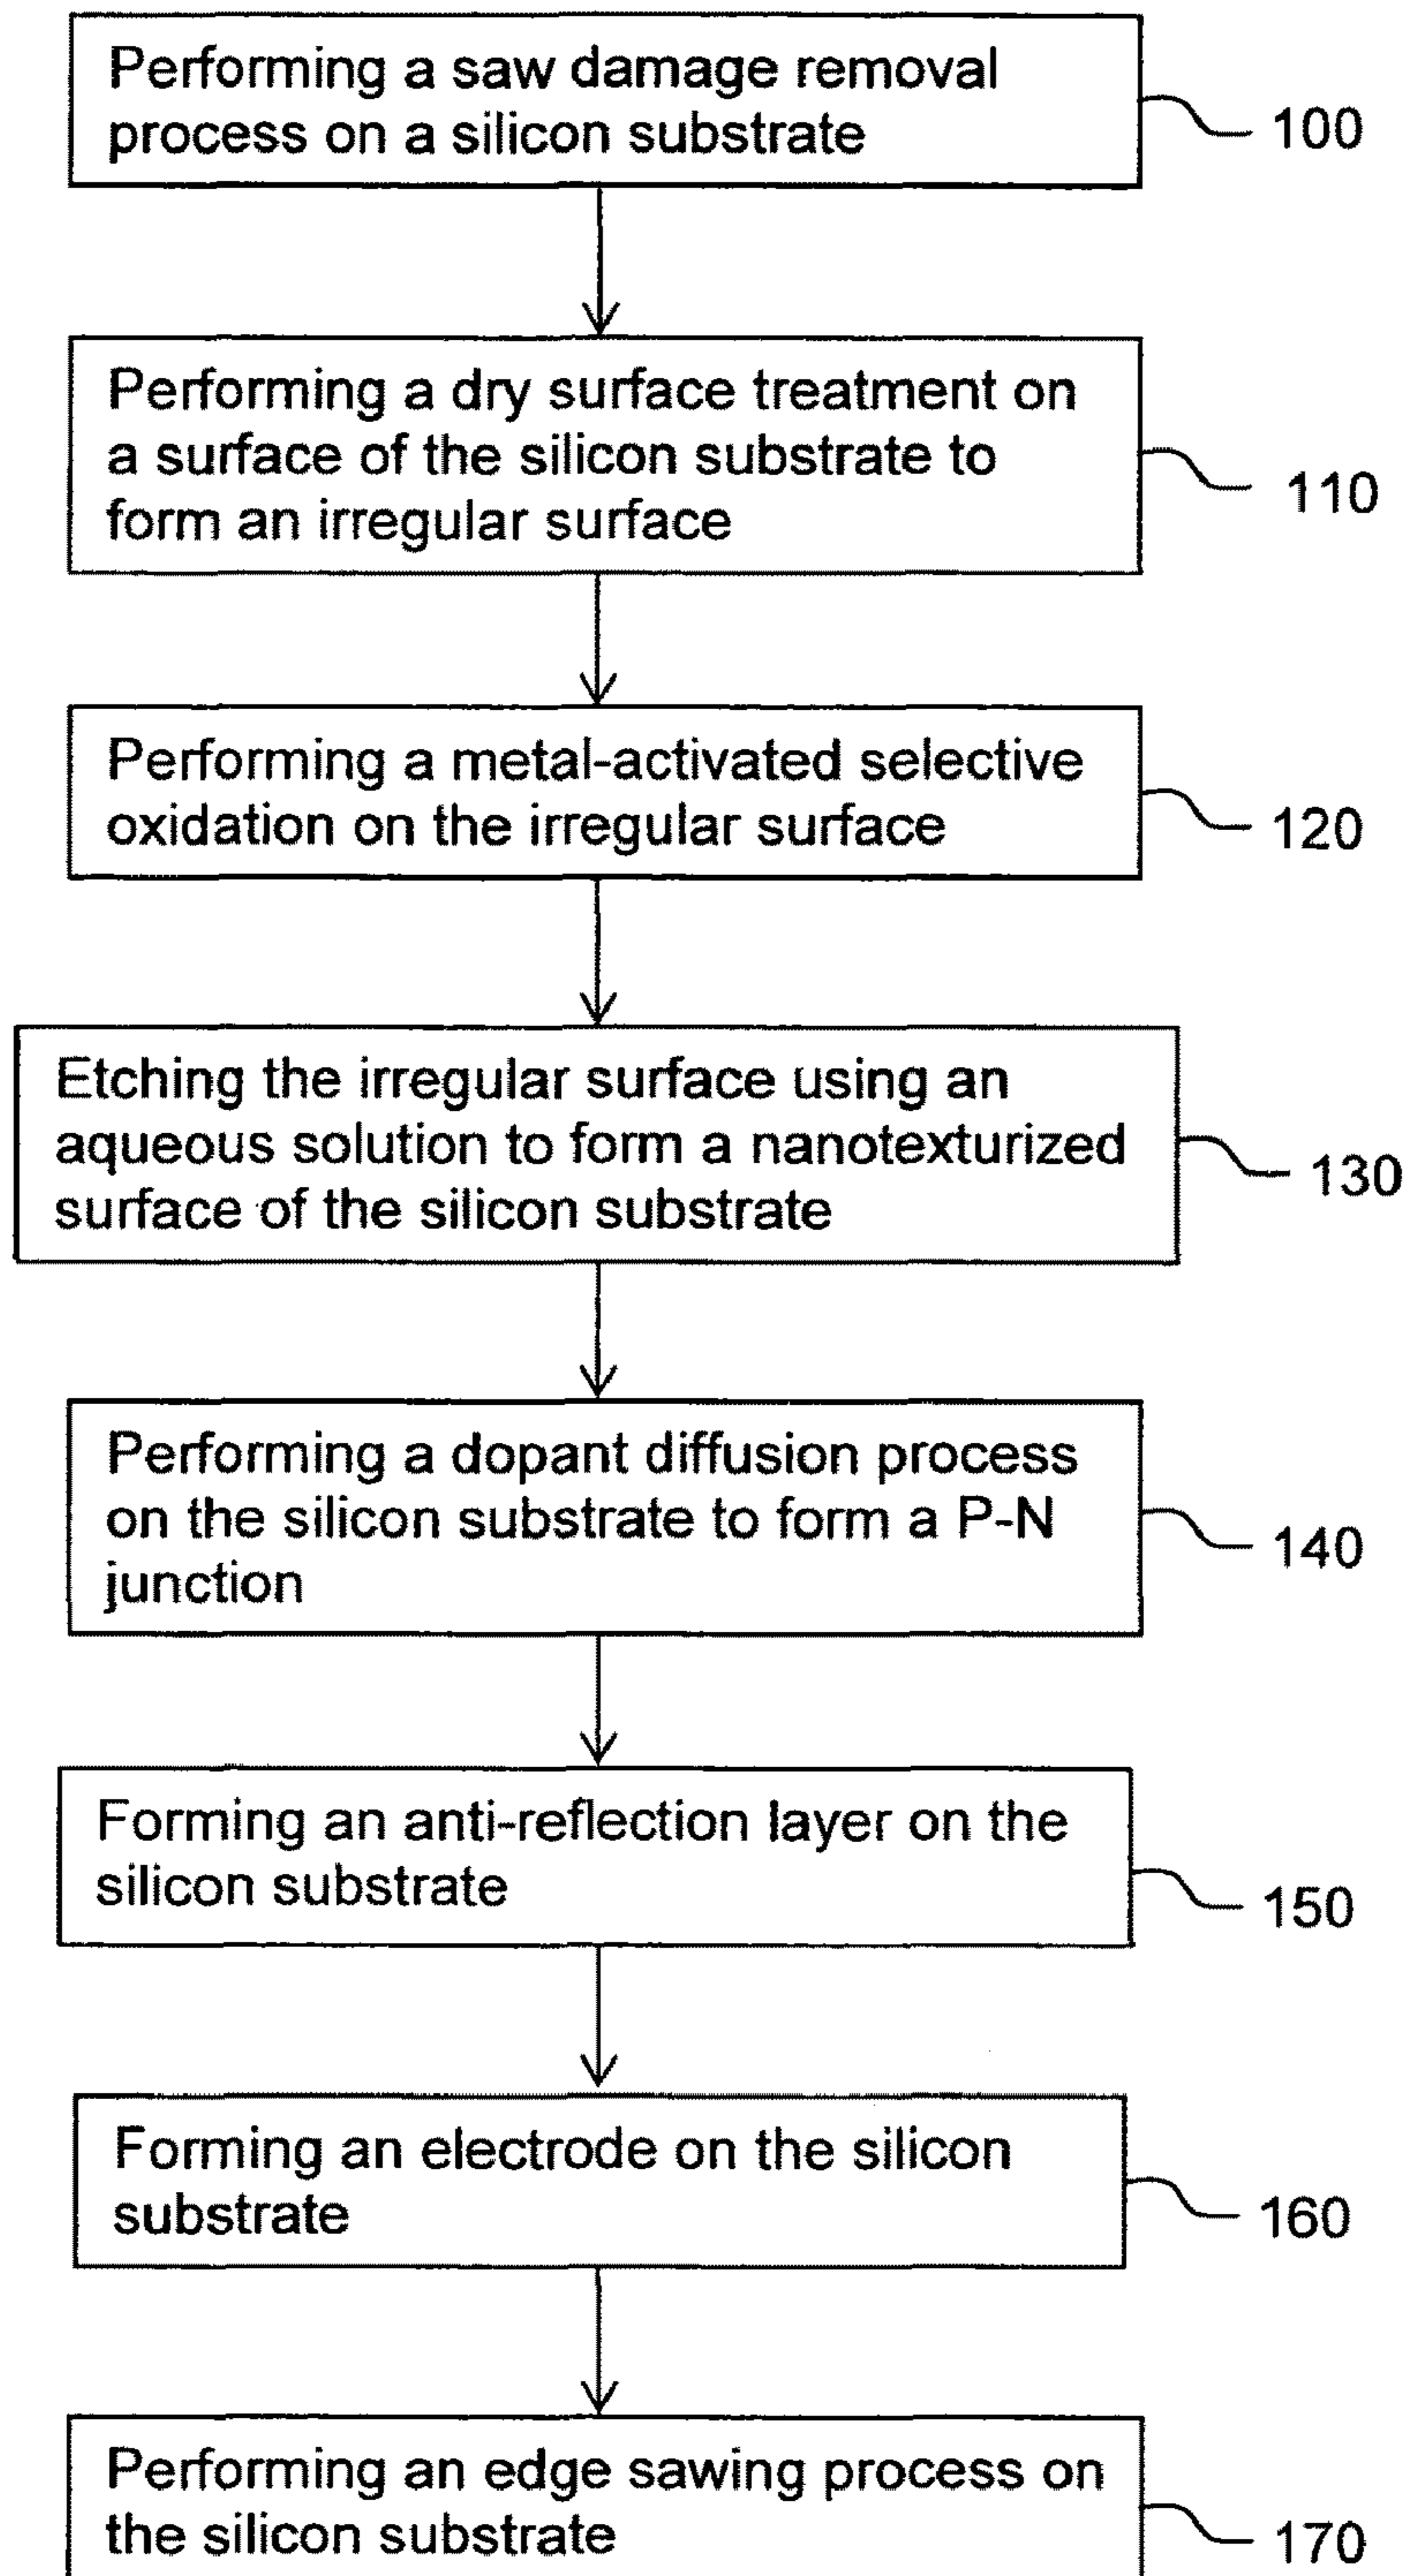 Performing a saw damage removal
process on a silicon substrate
100
Performing a dry surface treatment on
a surface of the silicon substrate to
form an irregular surface
110
Performing a metal-activated selective
oxidation on the irregular surface
120
Etching the irregular surface using an
aqueous solution to form a nanotexturized
surface of the silicon substrate
130
Performing a dopant diffusion process
on the silicon substrate to form a P-N
junction
140
Forming an anti-reflection layer on the
silicon substrate
150
Forming an electrode on the silicon
substrate
160
Performing an edge sawing process on
the silicon substrate
170